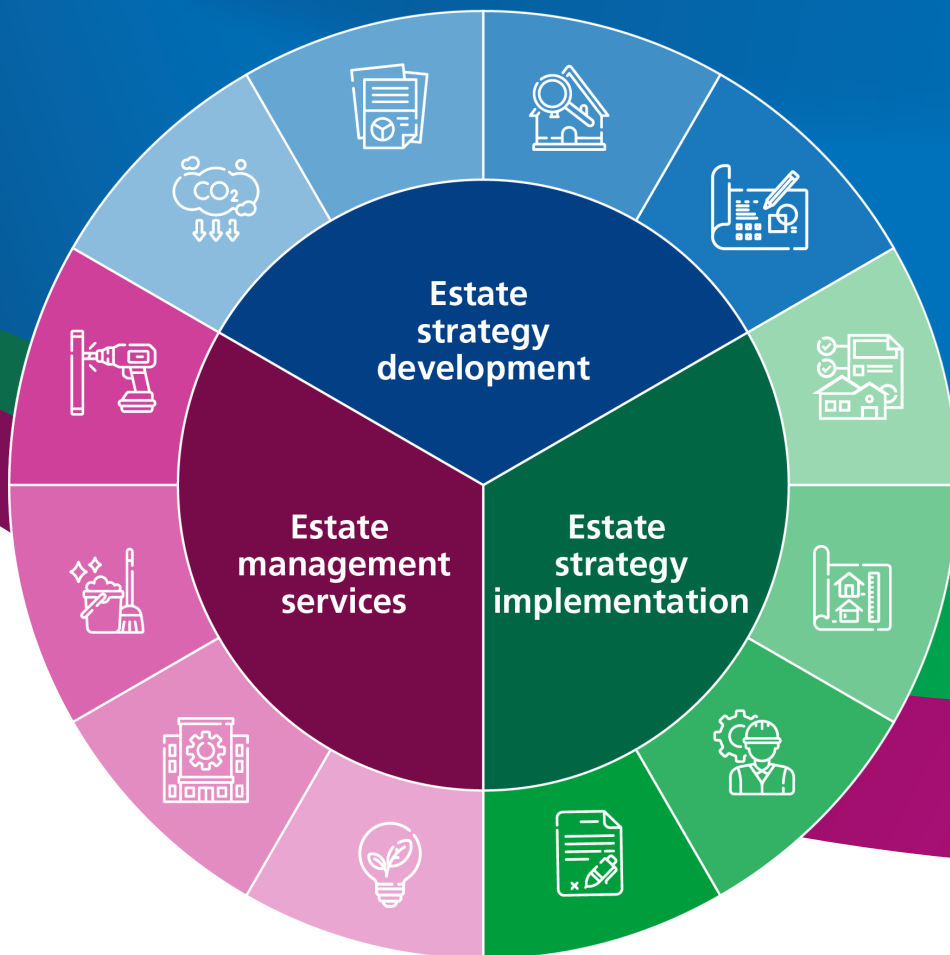 CO₂
Estate
strategy
development
Estate
management
services
Estate
strategy
implementation